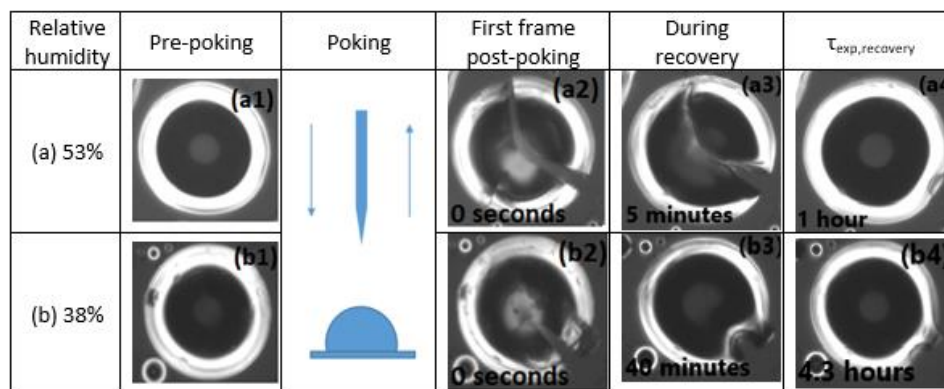 Relative humidity
Pre-poking
Poking
First frame post-poking
During recovery
τexp,recovery
(a) 53%
(a1)
(a2)
0 seconds
(a3)
5 minutes
(a4
1 hour
(b) 38%
(b1)
(b2)
0 seconds
(b3)
40 minutes
(b4)
4.3 hours